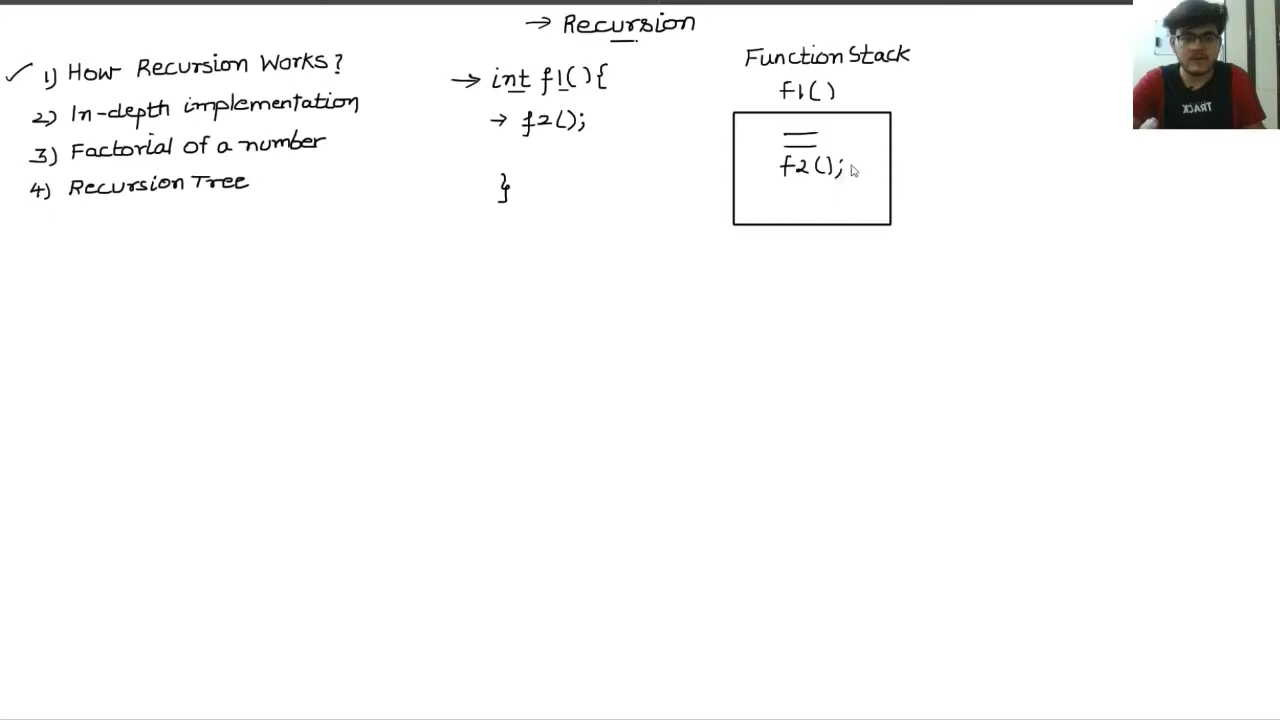 → Recursion
✓ 1) How Recursion Works?
2) In-depth implementation
3) Factorial of a number
4) Recursion Tree
→ int f1(){
→ f2();
}
Function Stack
f1()
f2();
TRACK